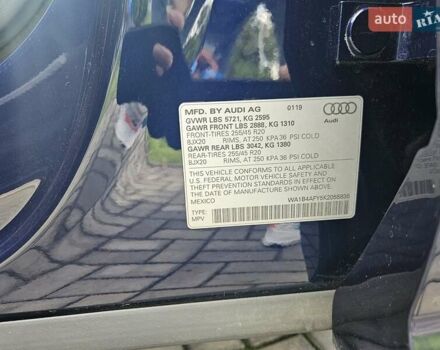 auto
RIA
MFD. BY AUDI AG 0119
GVWR LBS 5721, KG 2595
GAWR FRONT LBS 2888, KG 1310
FRONT-TIRES 255/45 R20
BJX20 RIMS, AT 250 KPA 36 PSI COLD
GAWR REAR LBS 3042, KG 1380
REAR-TIRES 255/45 R20
BJX20 RIMS, AT 250 KPA 36 PSI COLD
Audi
THIS VEHICLE CONFORMS TO ALL APPLICABLE
U.S. FEDERAL MOTOR VEHICLE SAFETY AND
THEFT PREVENTION STANDARDS IN EFFECT ON
THE DATE OF MANUFACTURE SHOWN ABOVE.
MEXICO
TYPE:
MPV